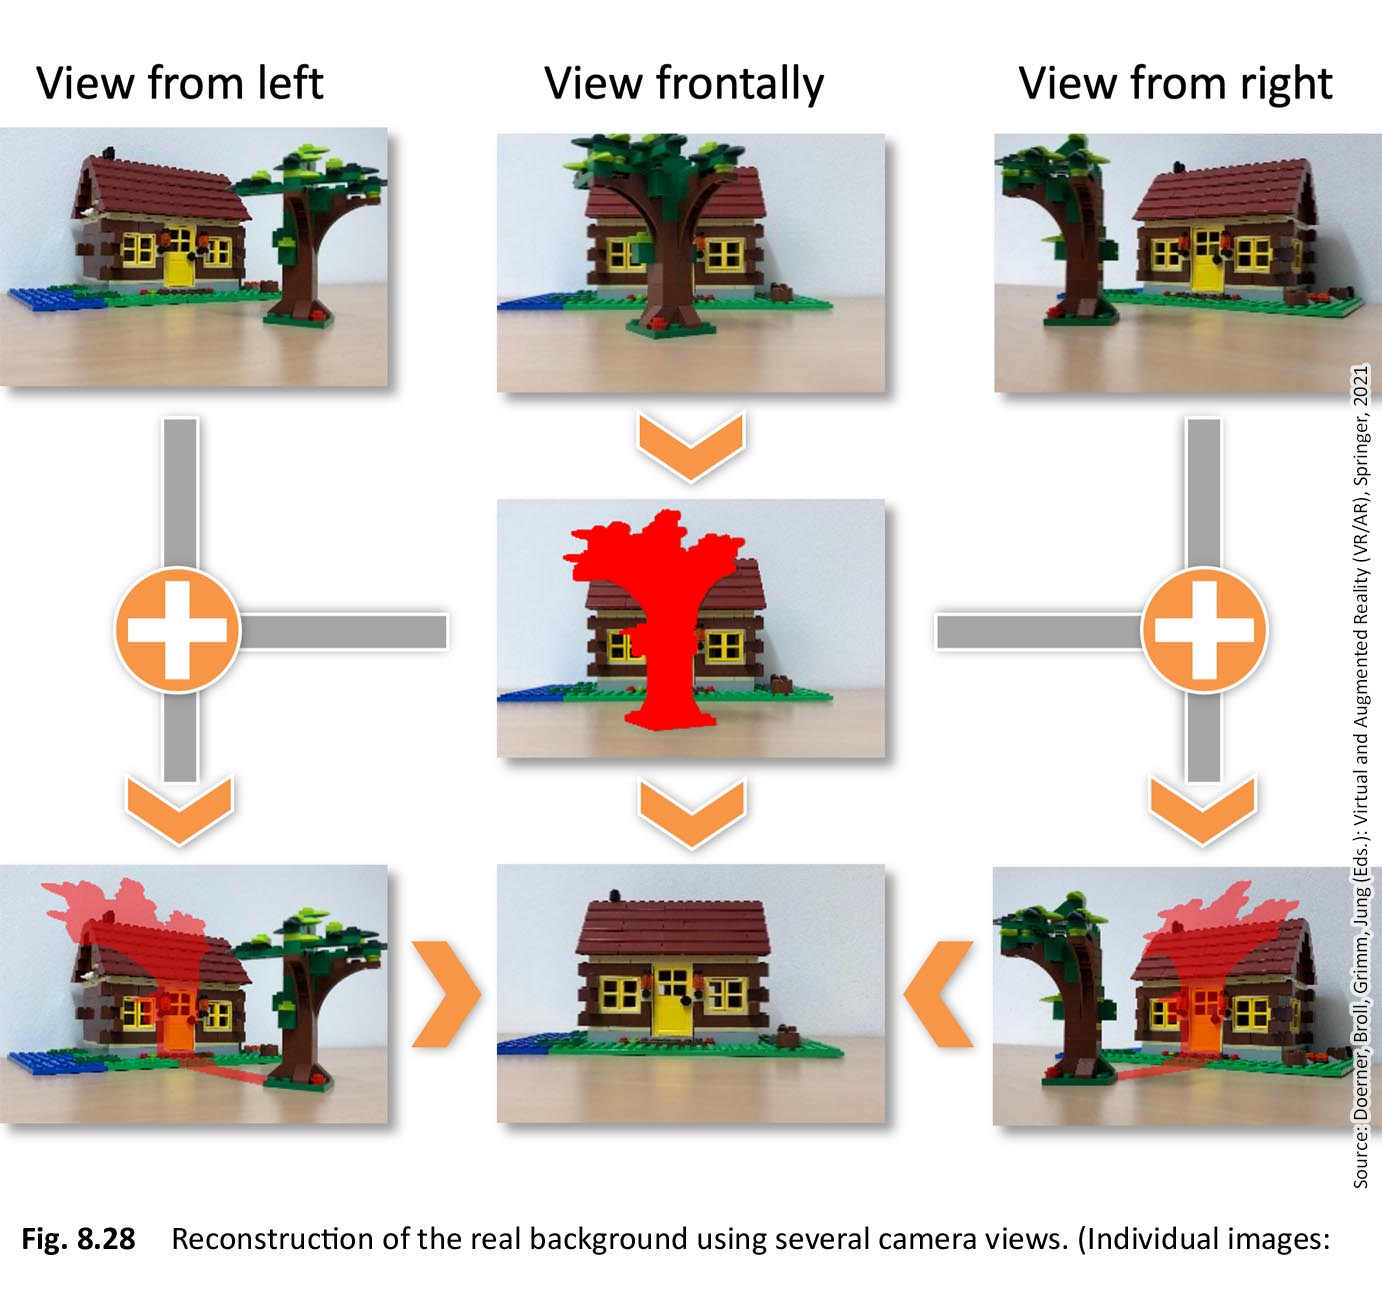 View from left
View frontally
View from right
Source: Doerner, Broll, Grimm, Jung (Eds.): Virtual and Augmented Reality (VR/AR), Springer, 2021
Fig. 8.28 Reconstruction of the real background using several camera views. (Individual images: